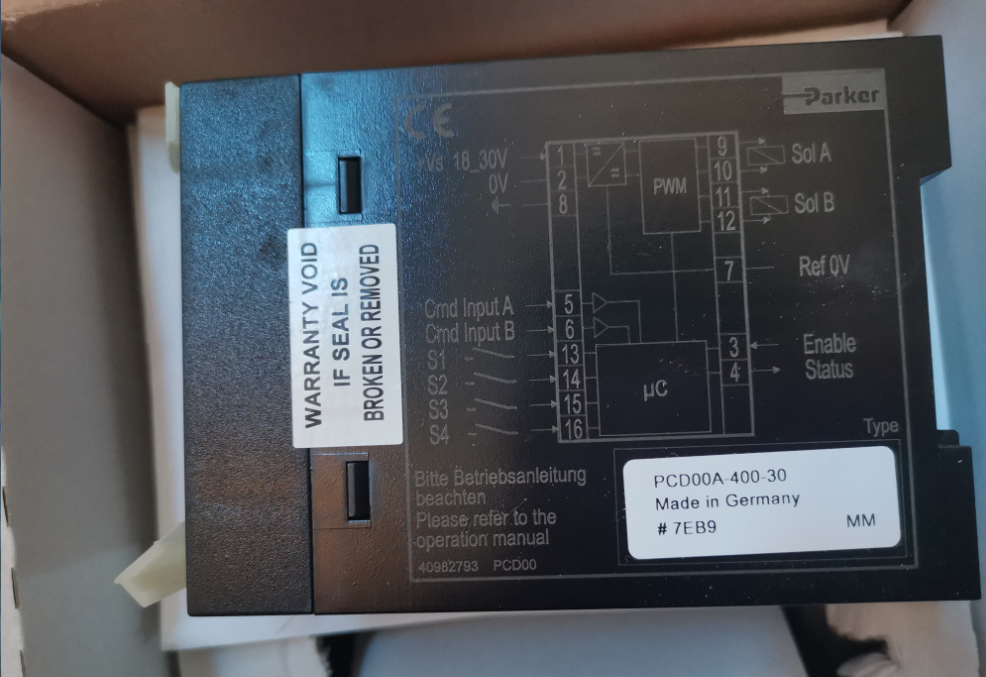 Parker
CE
+Vs 18_30V
0V
1
2
8
PWM
9
10
11
12
Sol A
Sol B
7
Ref 0V
Cmd Input A
Cmd Input B
S1
S2
S3
S4
5
6
13
14
15
16
µC
3
4
Enable
Status
WARRANTY VOID
IF SEAL IS
BROKEN OR REMOVED
Type
PCD00A-400-30
Made in Germany
# 7EB9 MM
Bitte Betriebsanleitung
beachten
Please refer to the
operation manual
40982793 PCD00